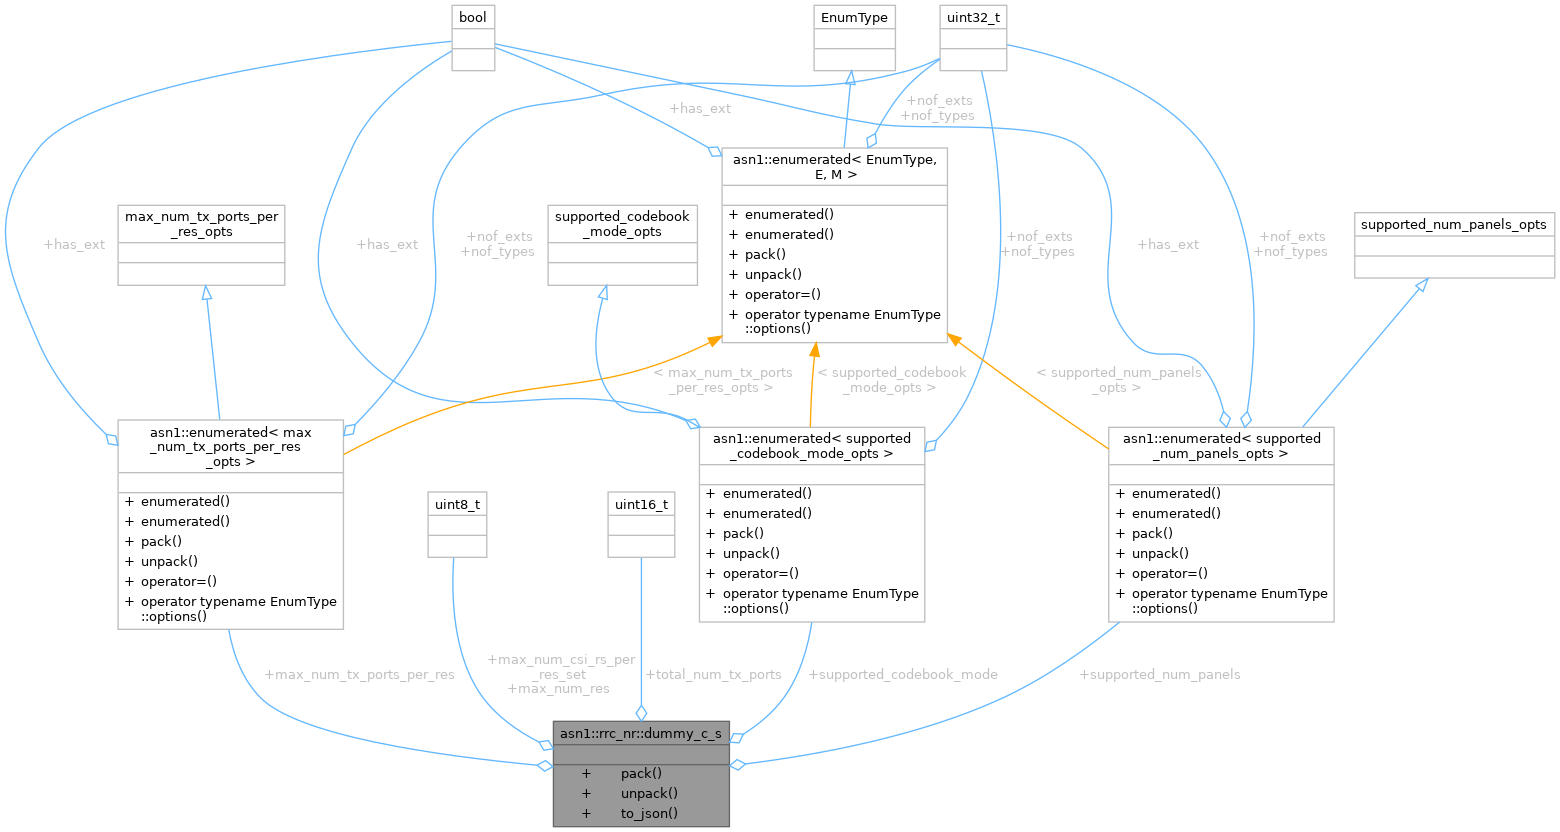 bool
EnumType
uint32_t
+has_ext
+nof_exts
+nof_types
asn1::enumerated< EnumType,
E, M >
+ enumerated()
+ enumerated()
+ pack()
+ unpack()
+ operator=()
+ operator typename EnumType
::options()
max_num_tx_ports_per
_res_opts
supported_codebook
_mode_opts
supported_num_panels_opts
+has_ext
+has_ext
+nof_exts
+nof_types
+nof_exts
+nof_types
+has_ext
+nof_exts
+nof_types
< max_num_tx_ports
_per_res_opts >
< supported_codebook
_mode_opts >
< supported_num_panels
_opts >
asn1::enumerated< max
_num_tx_ports_per_res
_opts >
+ enumerated()
+ enumerated()
+ pack()
+ unpack()
+ operator=()
+ operator typename EnumType
::options()
uint8_t
uint16_t
asn1::enumerated< supported
_codebook_mode_opts >
+ enumerated()
+ enumerated()
+ pack()
+ unpack()
+ operator=()
+ operator typename EnumType
::options()
asn1::enumerated< supported
_num_panels_opts >
+ enumerated()
+ enumerated()
+ pack()
+ unpack()
+ operator=()
+ operator typename EnumType
::options()
+max_num_tx_ports_per_res
+max_num_csi_rs_per
_res_set
+max_num_res
+total_num_tx_ports
+supported_codebook_mode
+supported_num_panels
asn1::rrc_nr::dummy_c_s
+ pack()
+ unpack()
+ to_json()